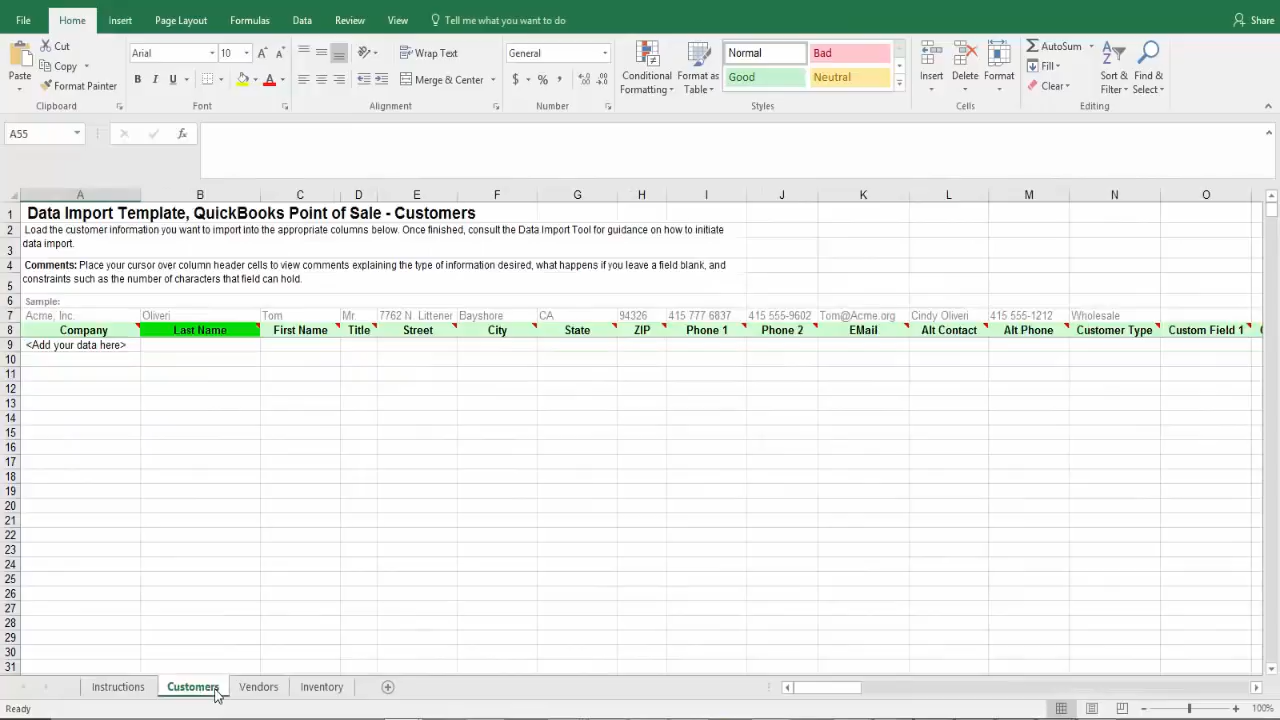 File Home Insert Page Layout Formulas Data Review View Tell me what you want to do Share
Cut
Copy
Format Painter
Paste
Clipboard
Arial 10
B I U
Font
Wrap Text
Merge & Center
Alignment
General
$ % ,
Number
Conditional Formatting
Format as Table
Normal Bad
Good Neutral
Styles
Insert Delete Format
Cells
AutoSum
Fill
Clear
Sort & Filter
Find & Select
Editing
A55 fx
A B C D E F G H I J K L M N O
1 Data Import Template, QuickBooks Point of Sale - Customers
2 Load the customer information you want to import into the appropriate columns below. Once finished, consult the Data Import Tool for guidance on how to initiate
3 data import.
4 Comments: Place your cursor over column header cells to view comments explaining the type of information desired, what happens if you leave a field blank, and
5 constraints such as the number of characters that field can hold.
6 Sample:
7 Acme, Inc. Oliveri Tom Mr. 7762 N Littener Bayshore CA 94326 415 777 6837 415 555-9602 Tom@Acme.org Cindy Oliveri 415 555-1212 Wholesale
8 Company Last Name First Name Title Street City State ZIP Phone 1 Phone 2 EMail Alt Contact Alt Phone Customer Type Custom Field 1
9 <Add your data here>
10
11
12
13
14
15
16
17
18
19
20
21
22
23
24
25
26
27
28
29
30
31
Instructions Customers Vendors Inventory
Ready 100%